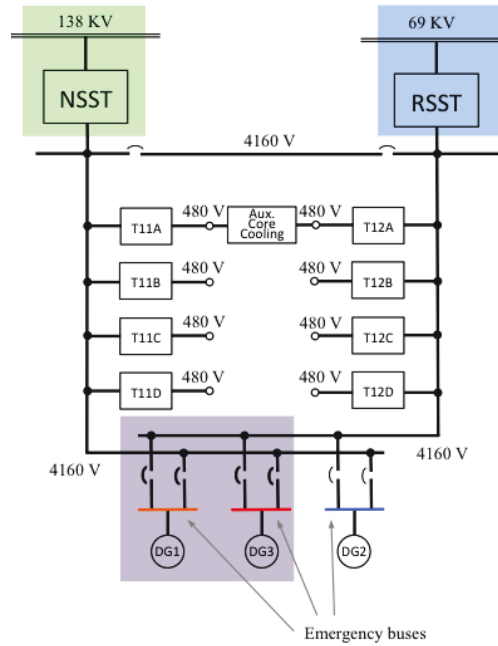 138 KV
69 KV
NSST
RSST
4160 V
480 V
480 V
T11A
Aux.
Core
Cooling
T12A
480 V
480 V
T11B
T12B
480 V
480 V
T11C
T12C
480 V
480 V
T11D
T12D
4160 V
4160 V
DG1
DG3
DG2
Emergency buses